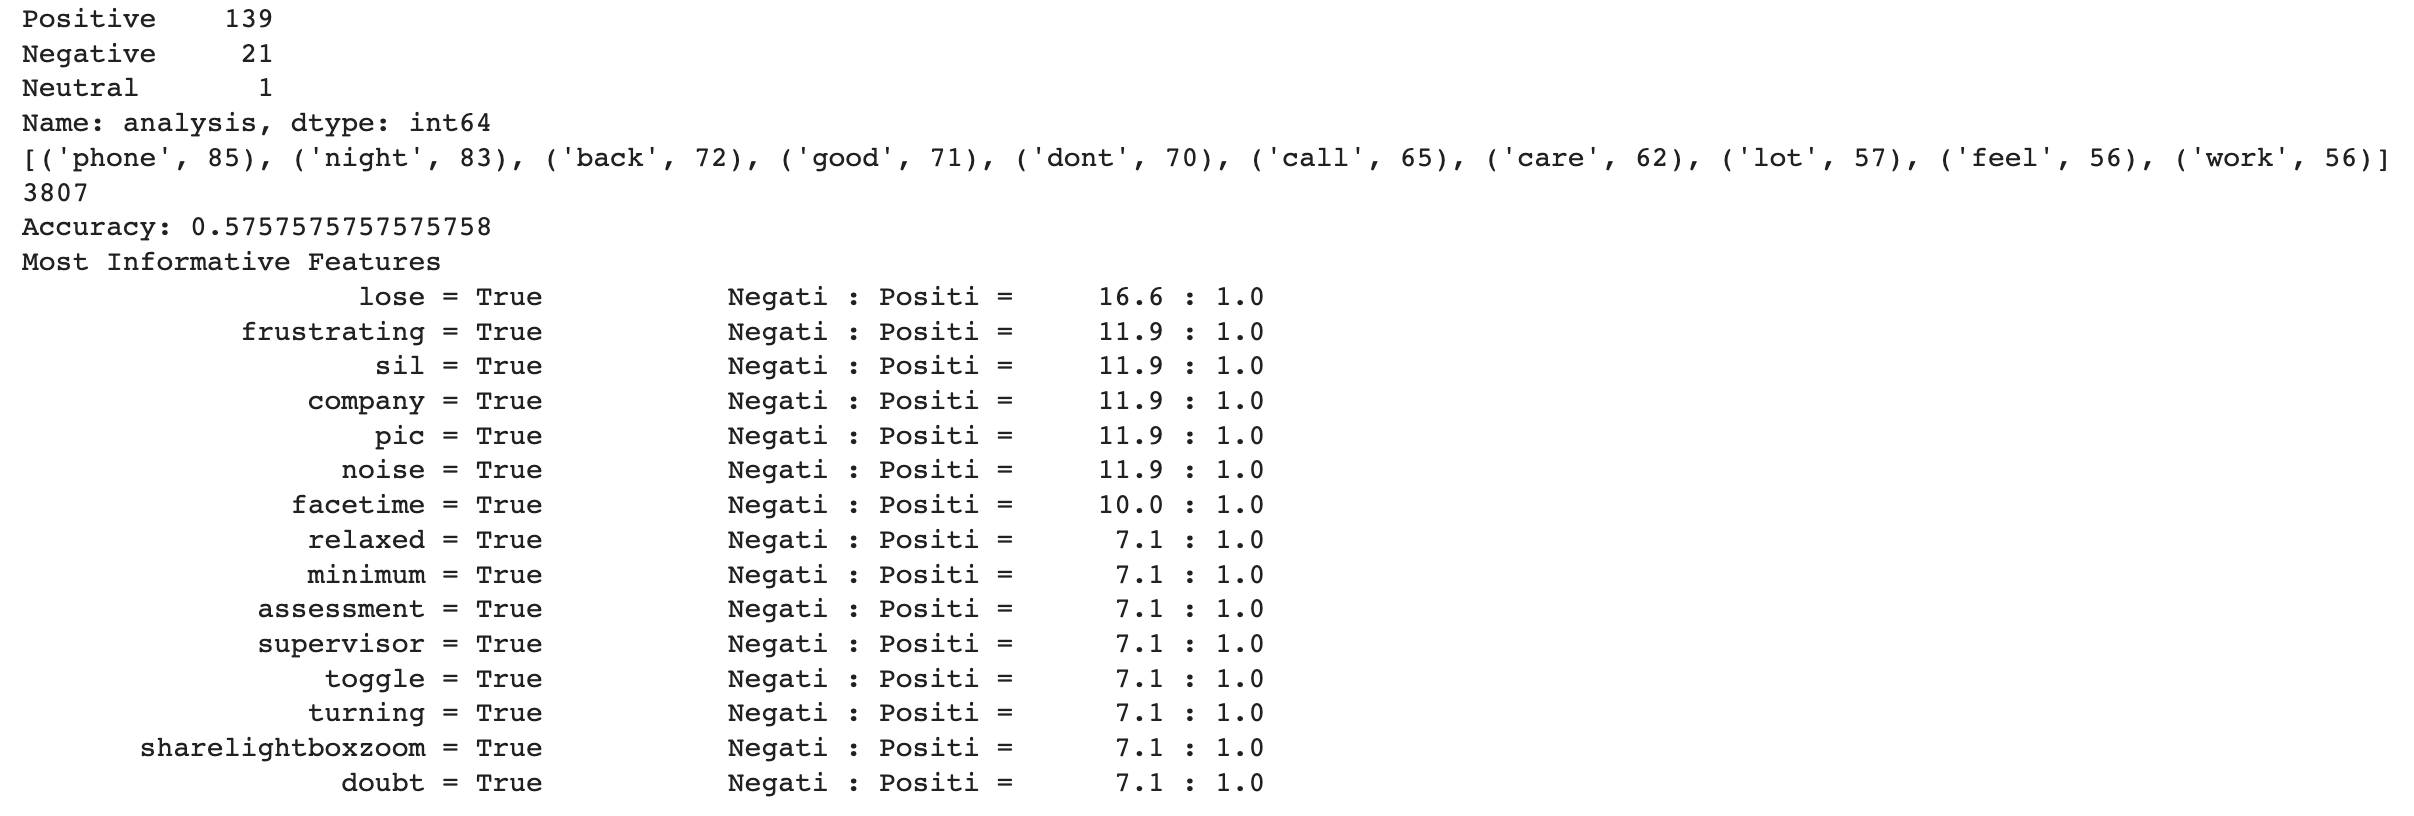 Positive    139
Negative     21
Neutral       1
Name: analysis, dtype: int64
[('phone', 85), ('night', 83), ('back', 72), ('good', 71), ('dont', 70), ('call', 65), ('care', 62), ('lot', 57), ('feel', 56), ('work', 56)]
3807
Accuracy: 0.5757575757575758
Most Informative Features
                    lose = True           Negati : Positi =     16.6 : 1.0
             frustrating = True           Negati : Positi =     11.9 : 1.0
                     sil = True           Negati : Positi =     11.9 : 1.0
                 company = True           Negati : Positi =     11.9 : 1.0
                     pic = True           Negati : Positi =     11.9 : 1.0
                   noise = True           Negati : Positi =     11.9 : 1.0
                facetime = True           Negati : Positi =     10.0 : 1.0
                 relaxed = True           Negati : Positi =      7.1 : 1.0
                 minimum = True           Negati : Positi =      7.1 : 1.0
              assessment = True           Negati : Positi =      7.1 : 1.0
              supervisor = True           Negati : Positi =      7.1 : 1.0
                  toggle = True           Negati : Positi =      7.1 : 1.0
                 turning = True           Negati : Positi =      7.1 : 1.0
       sharelightboxzoom = True           Negati : Positi =      7.1 : 1.0
                   doubt = True           Negati : Positi =      7.1 : 1.0